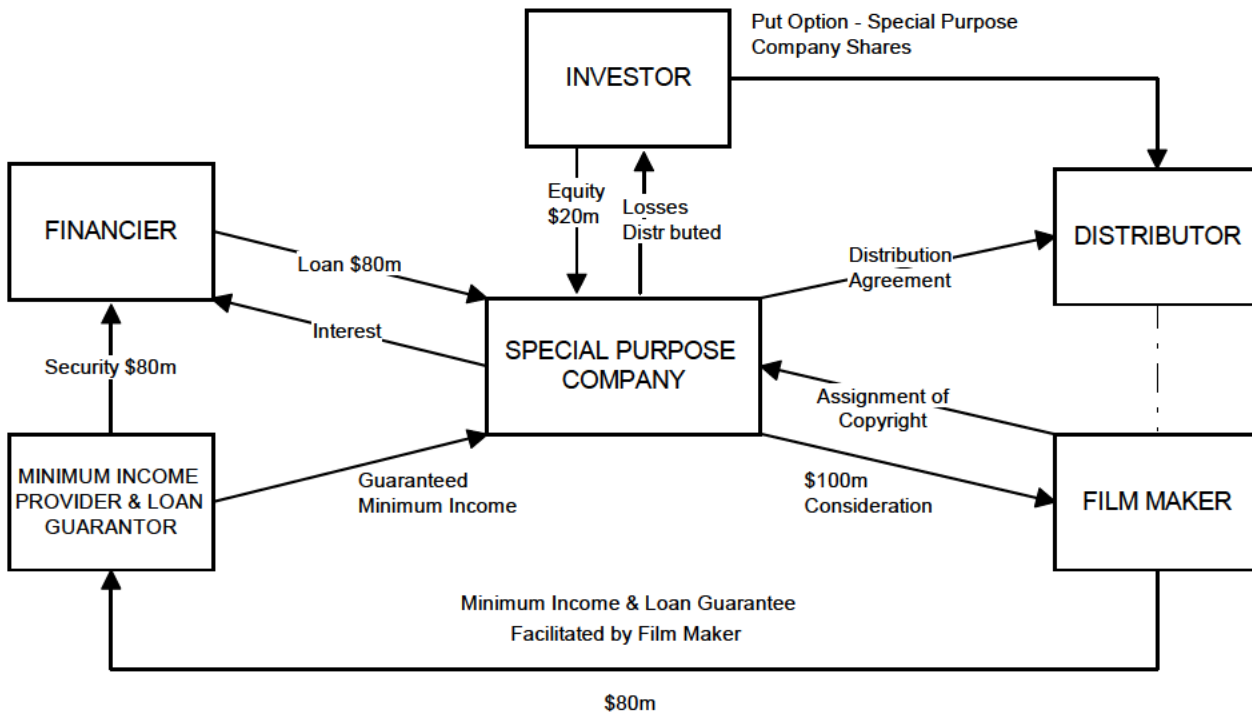 Put Option - Special Purpose
Company Shares
INVESTOR
FINANCIER
Equity
$20m
Losses
Distr buted
DISTRIBUTOR
Loan $80m
Distribution
Agreement
Interest
SPECIAL PURPOSE
COMPANY
Security $80m
Assignment of
Copyright
MINIMUM INCOME
PROVIDER & LOAN
GUARANTOR
Guaranteed
Minimum Income
$100m
Consideration
FILM MAKER
Minimum Income & Loan Guarantee
Facilitated by Film Maker
$80m